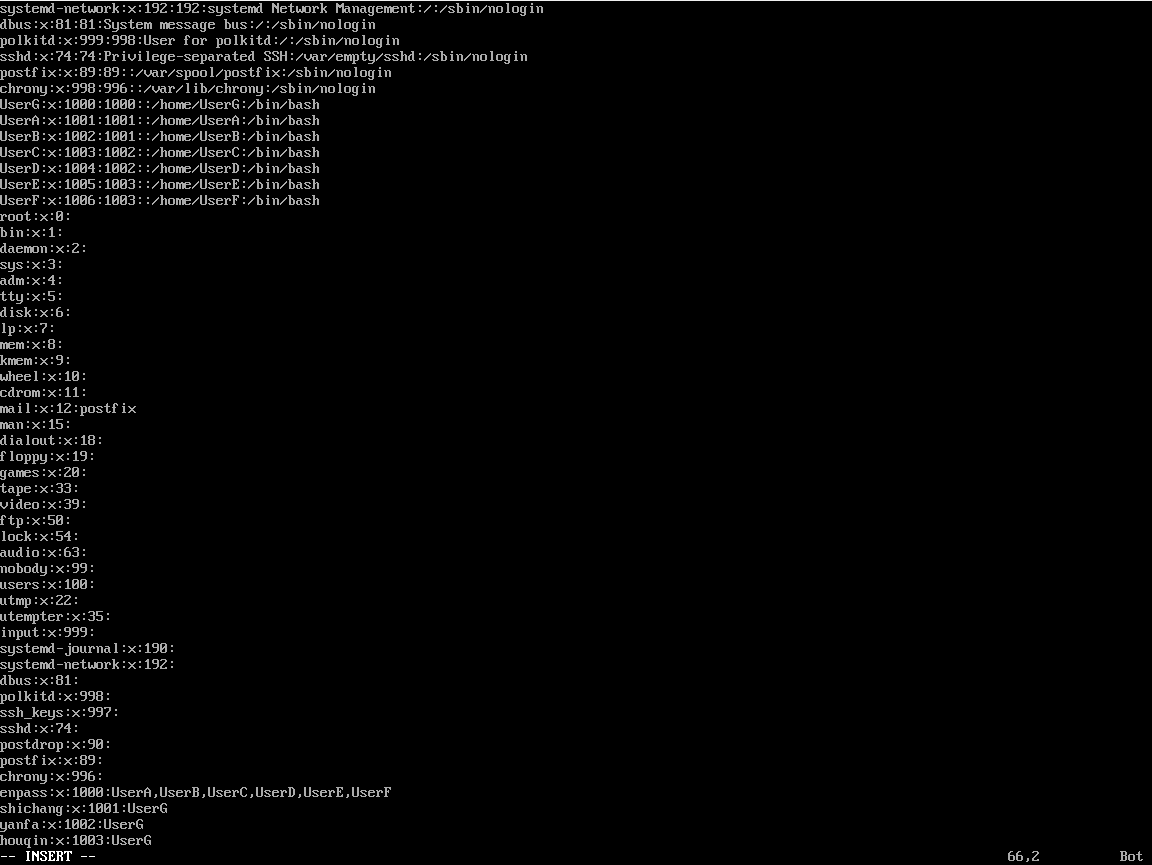 systemd-network:x:192:192:systemd Network Management:/:/sbin/nologin
dbus:x:81:81:System message bus:/:/sbin/nologin
polkitd:x:999:998:User for polkitd:/:/sbin/nologin
sshd:x:74:74:Privilege-separated SSH:/var/empty/sshd:/sbin/nologin
postfix:x:89:89::/var/spool/postfix:/sbin/nologin
chrony:x:998:996::/var/lib/chrony:/sbin/nologin
UserG:x:1000:1000::/home/UserG:/bin/bash
UserA:x:1001:1001::/home/UserA:/bin/bash
UserB:x:1002:1001::/home/UserB:/bin/bash
UserC:x:1003:1002::/home/UserC:/bin/bash
UserD:x:1004:1002::/home/UserD:/bin/bash
UserE:x:1005:1003::/home/UserE:/bin/bash
UserF:x:1006:1003::/home/UserF:/bin/bash
root:x:0:
bin:x:1:
daemon:x:2:
sys:x:3:
adm:x:4:
tty:x:5:
disk:x:6:
lp:x:7:
mem:x:8:
kmem:x:9:
wheel:x:10:
cdrom:x:11:
mail:x:12:postfix
man:x:15:
dialout:x:18:
floppy:x:19:
games:x:20:
tape:x:33:
video:x:39:
ftp:x:50:
lock:x:54:
audio:x:63:
nobody:x:99:
users:x:100:
utmp:x:22:
utempter:x:35:
input:x:999:
systemd-journal:x:190:
systemd-network:x:192:
dbus:x:81:
polkitd:x:998:
ssh_keys:x:997:
sshd:x:74:
postdrop:x:90:
postfix:x:89:
chrony:x:996:
enpass:x:1000:UserA,UserB,UserC,UserD,UserE,UserF
shichang:x:1001:UserG
yanfa:x:1002:UserG
houqin:x:1003:UserG
-- INSERT -- 66,2 Bot